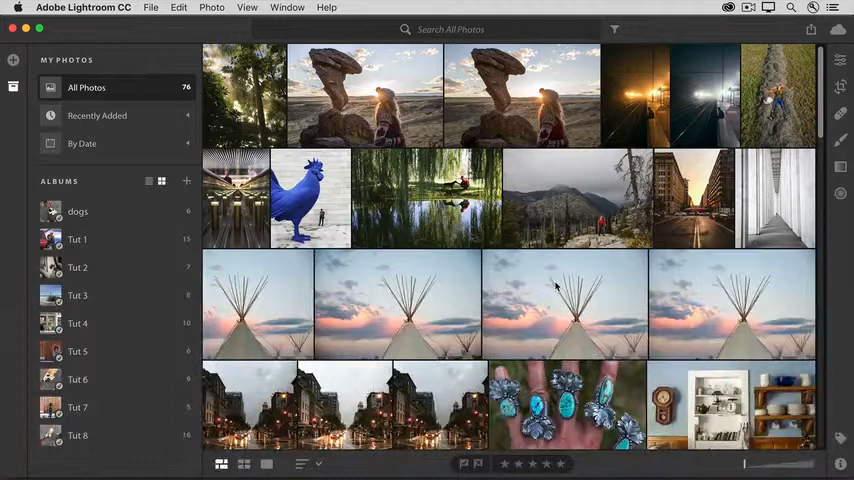 Adobe Lightroom CC File Edit Photo View Window Help
Search All Photos
MY PHOTOS
All Photos 76
Recently Added
By Date
ALBUMS
dogs 6
Tut 1 15
Tut 2 7
Tut 3 8
Tut 4 10
Tut 5 6
Tut 6 9
Tut 7 5
Tut 8 16